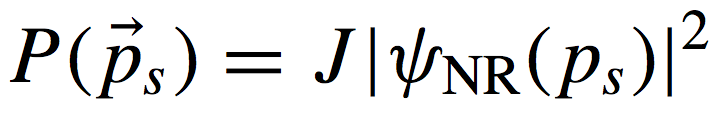 P(p⃗ₛ) = J|ψ_NR(pₛ)|²